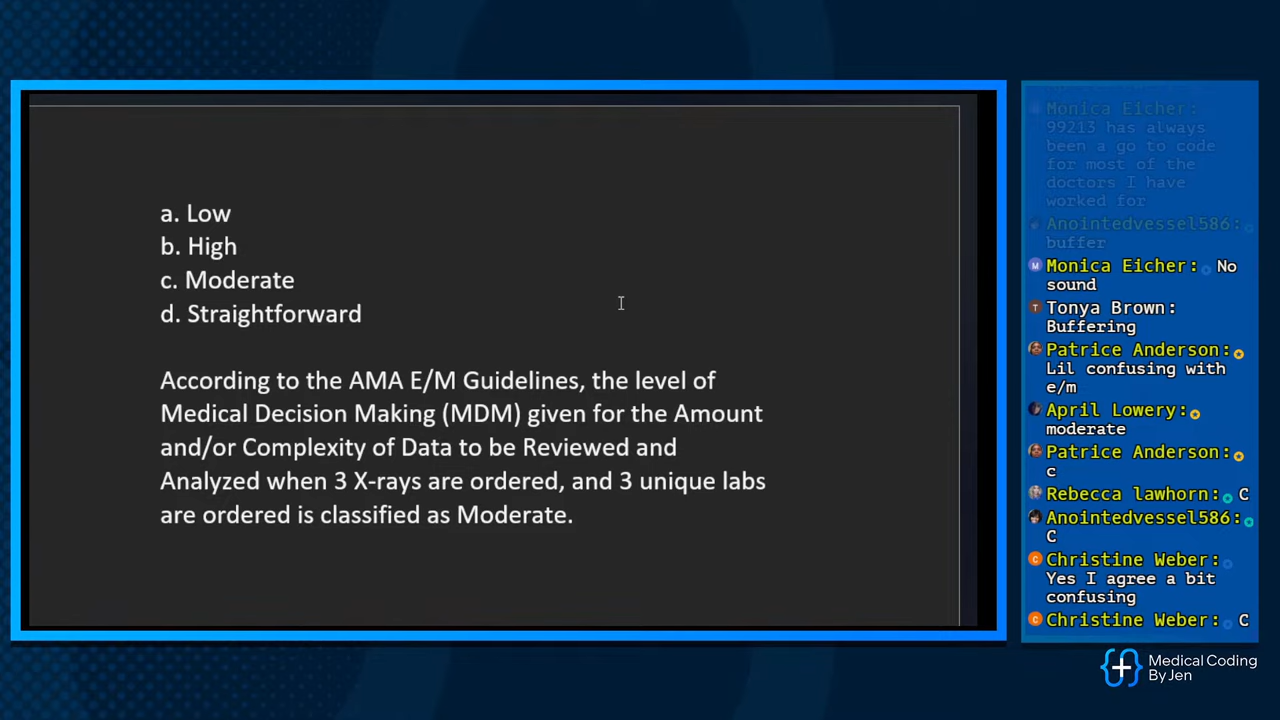 a. Low
b. High
c. Moderate
d. Straightforward
According to the AMA E/M Guidelines, the level of
Medical Decision Making (MDM) given for the Amount
and/or Complexity of Data to be Reviewed and
Analyzed when 3 X-rays are ordered, and 3 unique labs
are ordered is classified as Moderate.
Monica Eicher:
99213 has always
been a go to code
for most of the
doctors I have
worked for
Anointedvessel586:
buffer
M Monica Eicher: No
sound
T Tonya Brown:
Buffering
Patrice Anderson:
Lil confusing with
e/m
April Lowery:
moderate
Patrice Anderson:
c
Rebecca lawhorn: C
Anointedvessel586:
C
C Christine Weber:
Yes I agree a bit
confusing
C Christine Weber: C
Medical Coding
By Jen